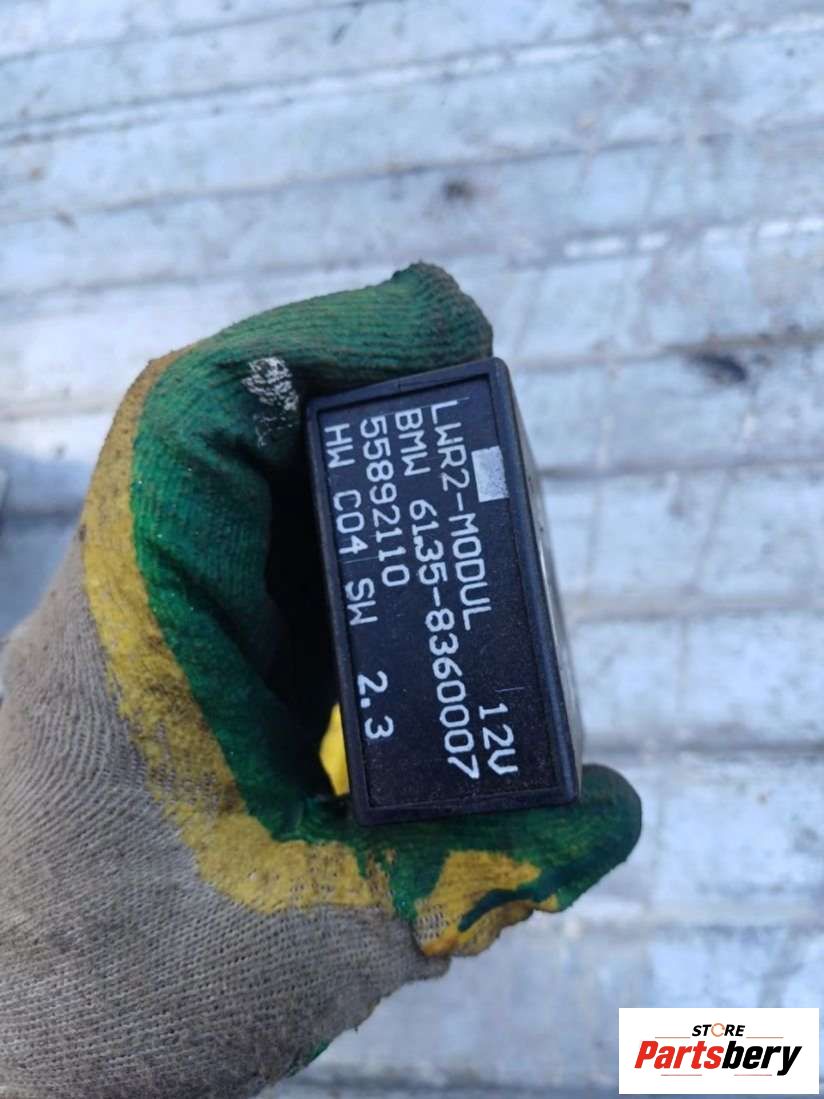 LWR2-MODUL 12V
BMW 61.35-8360007
55892110
HW C04 SW 2.3
STORE
Partsbery